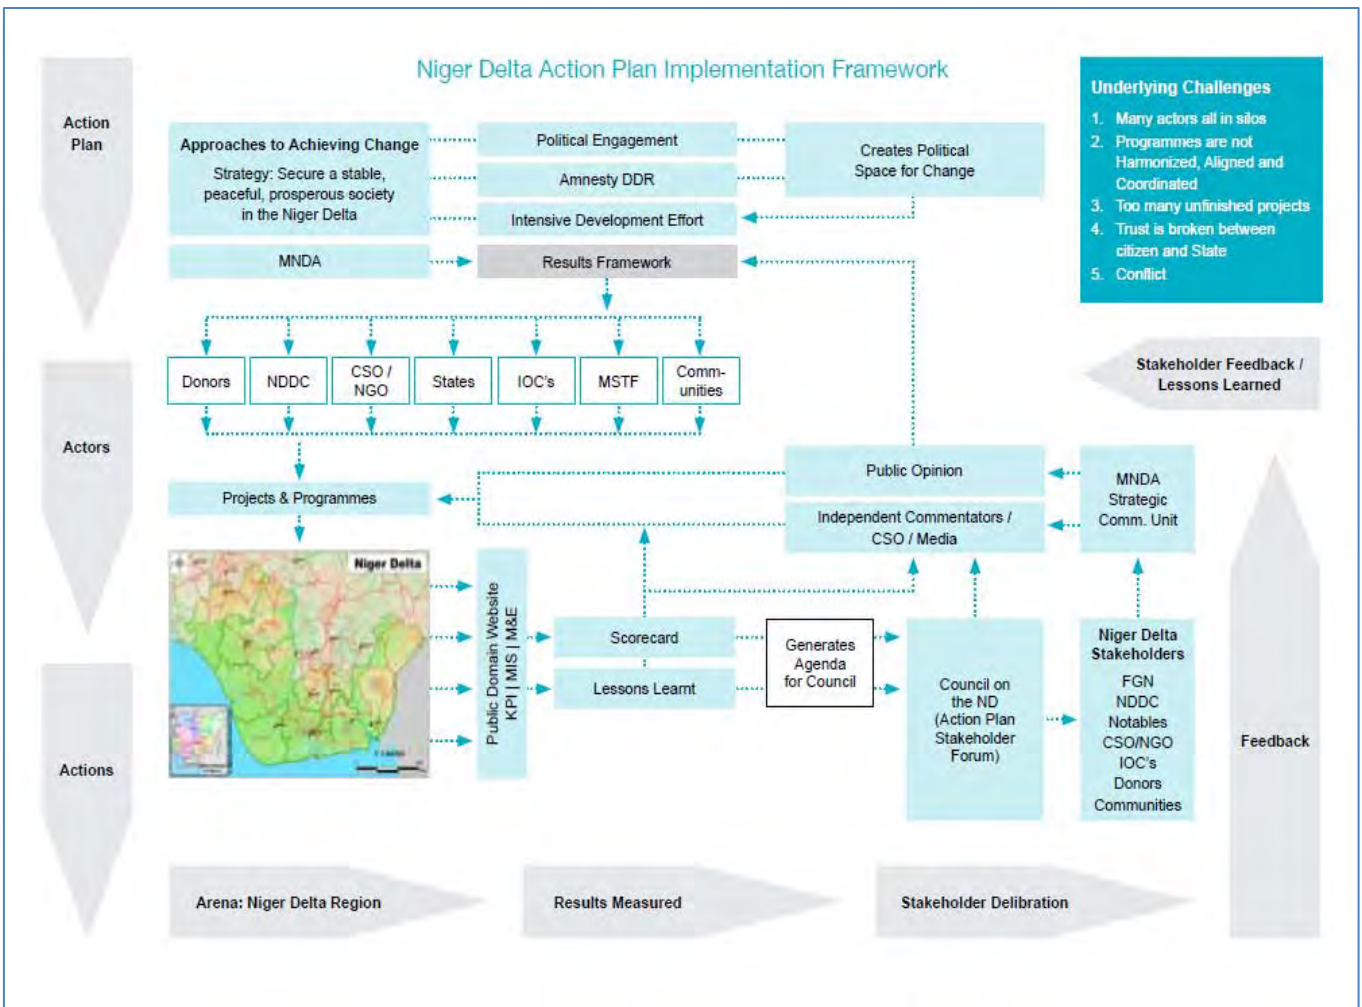 Niger Delta Action Plan Implementation Framework
Action
Plan
Approaches to Achieving Change
Strategy: Secure a stable,
peaceful, prosperous society
in the Niger Delta
Political Engagement
Amnesty DDR
Intensive Development Effort
Creates Political
Space for Change
Underlying Challenges
1. Many actors all in silos
2. Programmes are not
Harmonized, Aligned and
Coordinated
3. Too many unfinished projects
4. Trust is broken between
citizen and State
5. Conflict
MNDA
Results Framework
Actors
Donors
NDDC
CSO /
NGO
States
IOC's
MSTF
Comm-
unities
Stakeholder Feedback /
Lessons Learned
Projects & Programmes
Public Opinion
Independent Commentators /
CSO / Media
MNDA
Strategic
Comm. Unit
Actions
Niger Delta
Public Domain Website
KPI | MIS | M&E
Scorecard
Lessons Learnt
Generates
Agenda
for Council
Council on
the ND
(Action Plan
Stakeholder
Forum)
Niger Delta
Stakeholders
FGN
NDDC
Notables
CSO/NGO
IOC's
Donors
Communities
Feedback
Arena: Niger Delta Region
Results Measured
Stakeholder Delibration